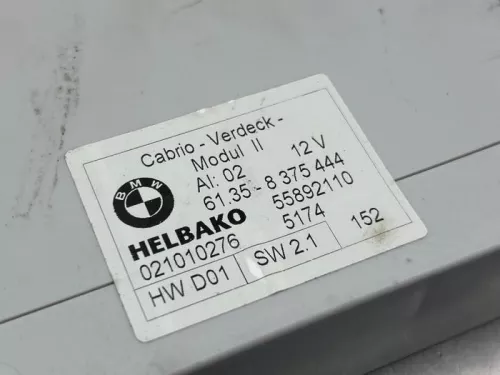 Cabrio - Verdeck -
Modul II 12 V
AI: 02
61.35 - 8 375 444
BMW
HELBAKO 55892110
021010276 5174
HW D01 SW 2.1 152